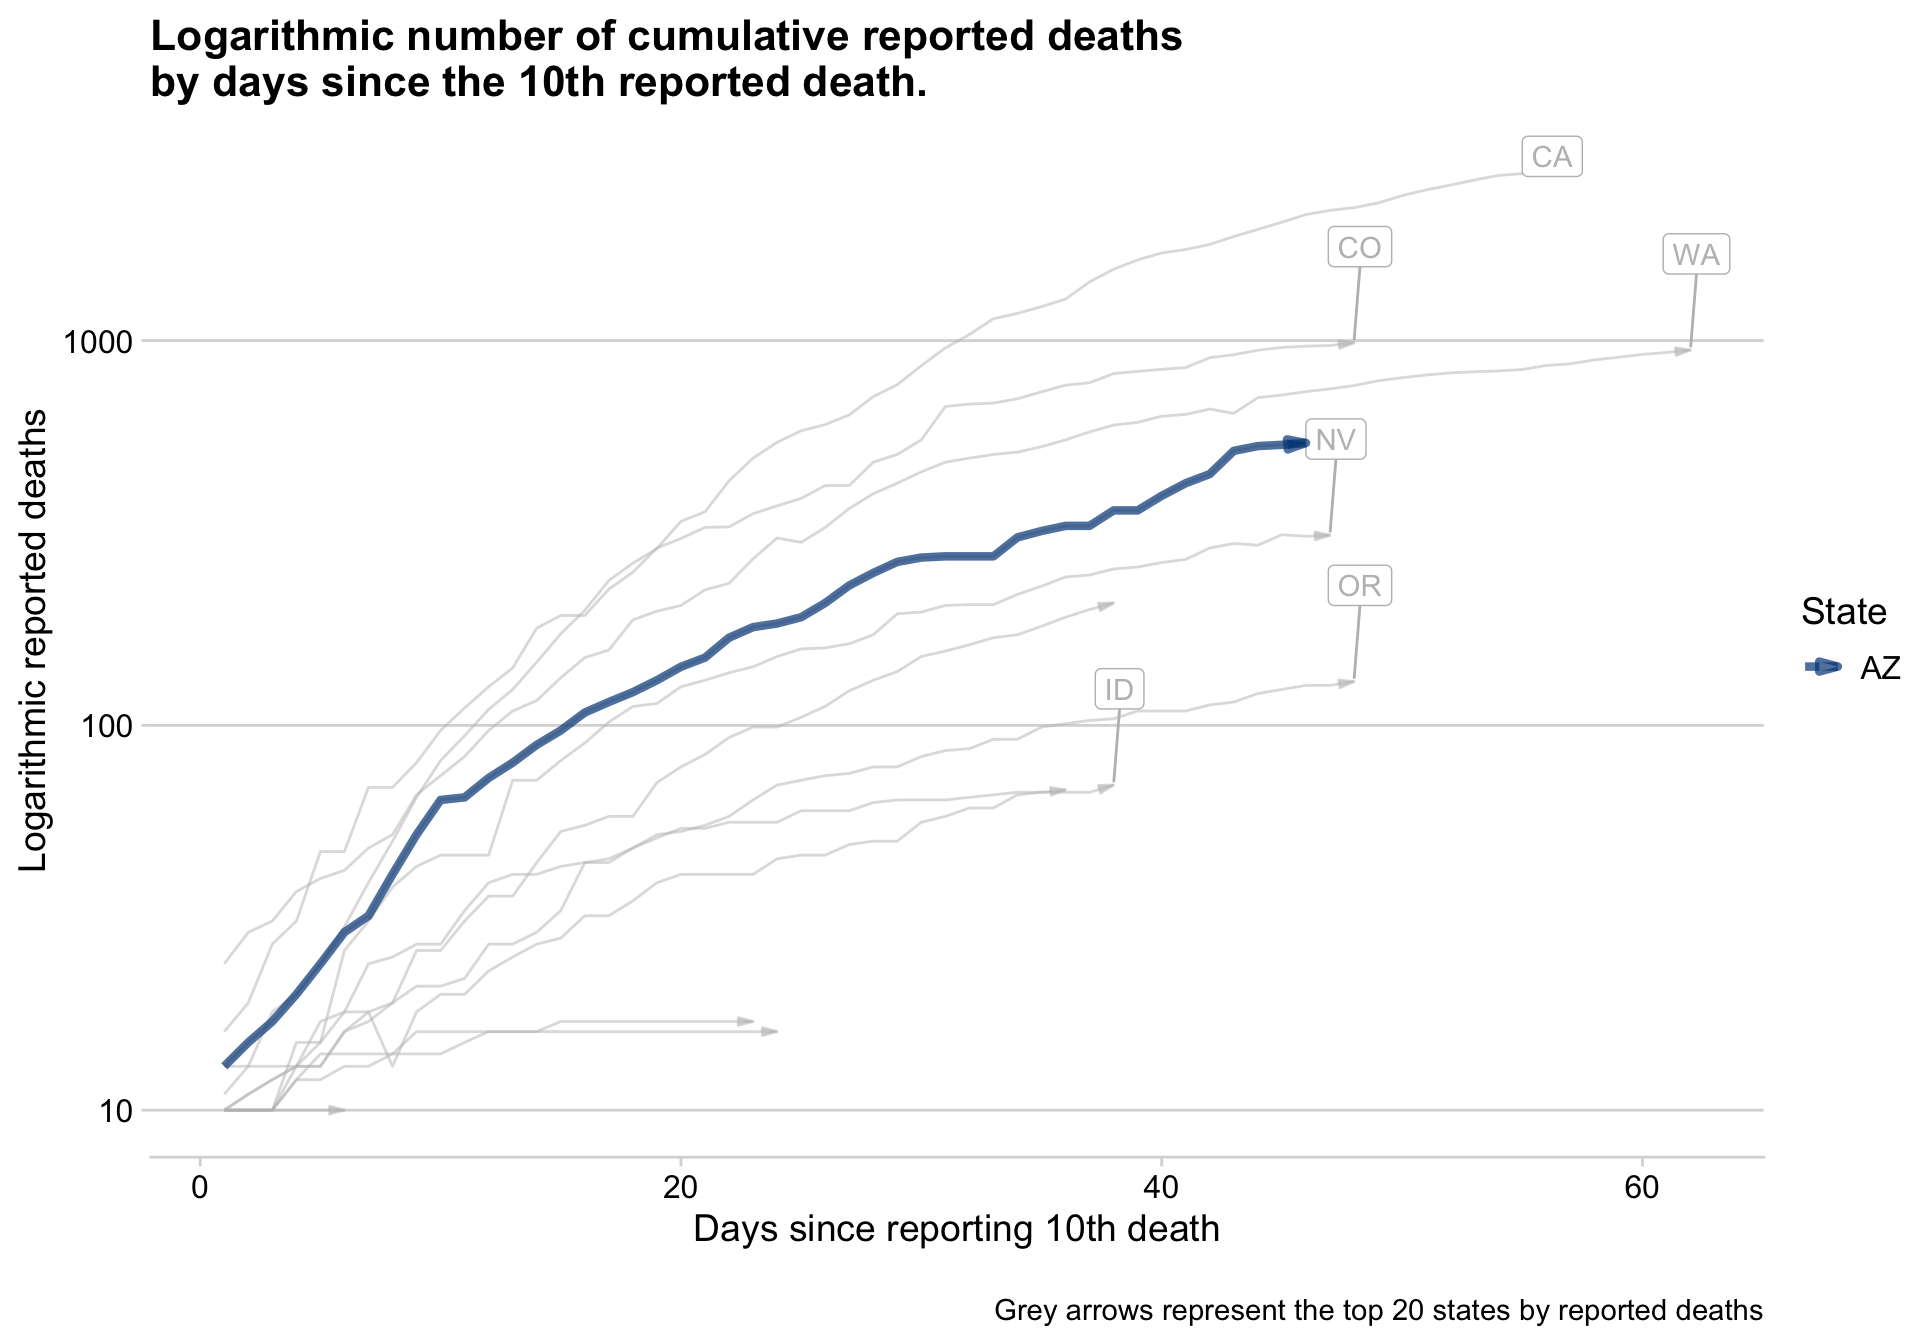 Logarithmic number of cumulative reported deaths
by days since the 10th reported death.
CA
CO
WA
1000
NV
OR
ID
100
10
Logarithmic reported deaths
State
AZ
0 20 40 60
Days since reporting 10th death
Grey arrows represent the top 20 states by reported deaths